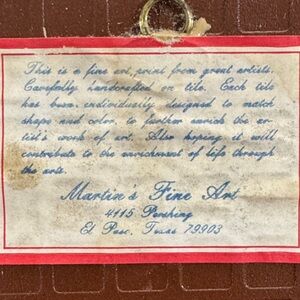 This is a fine art print from great artists.
Carefully handcrafted on tile. Each tile
has been individually designed to match
shape and color, to further enrich the ar-
tist's work of art. Also hoping it will
contribute to the enrichment of life through
the arts.
Martin's Fine Art
4115 Pershing
El Paso, Texas 79903